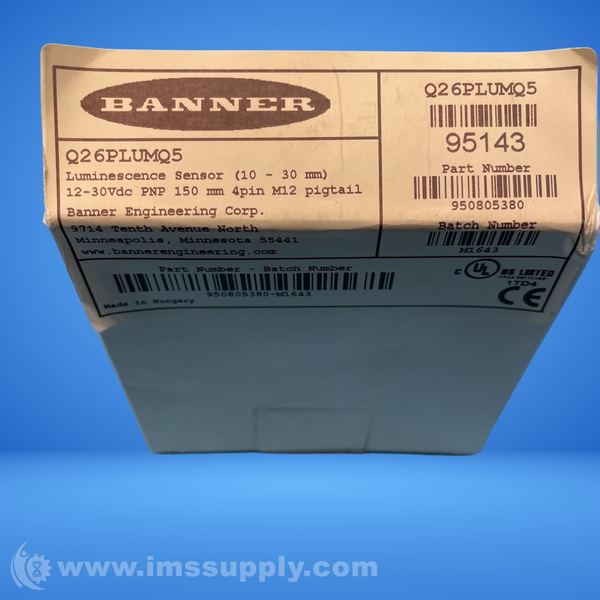 BANNER
Q26PLUMQ5
Luminescence Sensor (10 - 30 mm)
12-30Vdc PNP 150 mm 4pin M12 pigtail
Banner Engineering Corp.
9714 Tenth Avenue North
Minneapolis, Minnesota 55441
www.bannerengineering.com
Q26PLUMQ5
95143
Part Number
950805380
Batch Number
M1643
Part Number - Batch Number
950805380-M1643
Made in Hungary
C UL US LISTED
1TD4
CE
www.imssupply.com